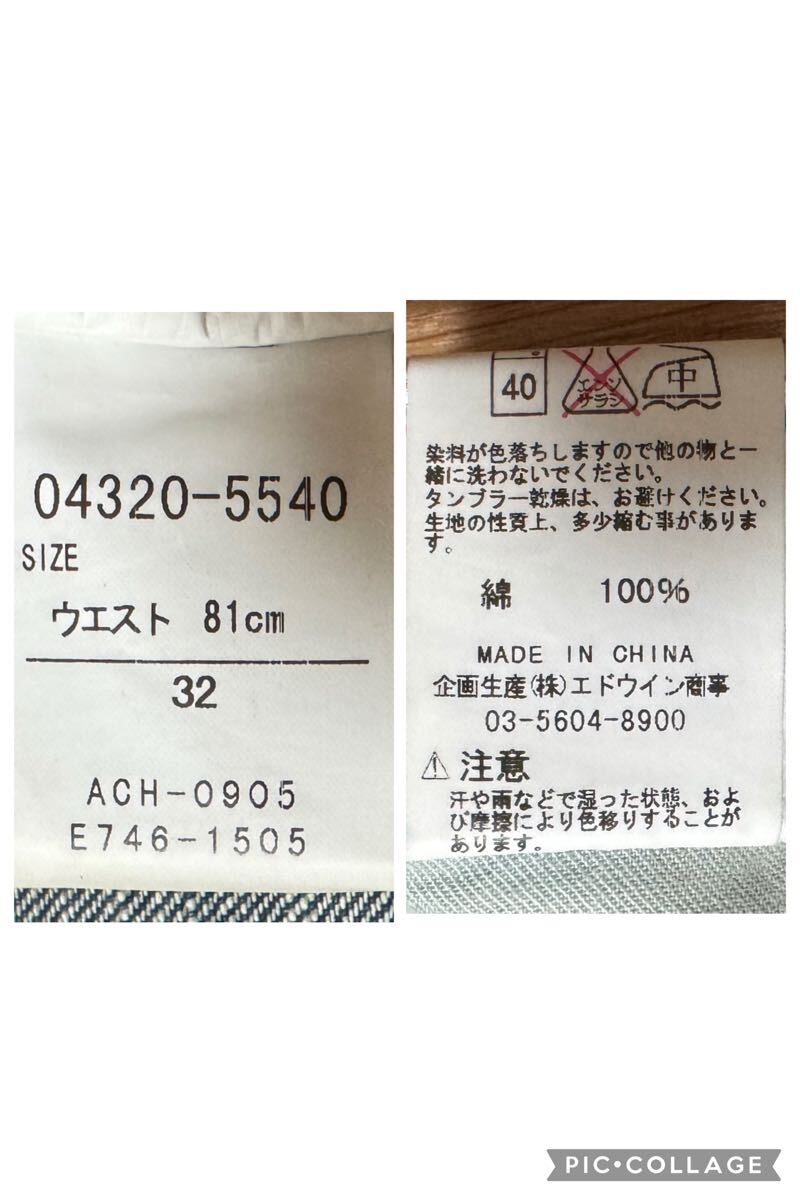 04320-5540
SIZE
ウエスト 81cm
32
ACH-0905
E746-1505
40
エンソ
サラシ
中
染料が色落ちしますので他の物と一
緒に洗わないでください。
タンブラー乾燥は、お避けください。
生地の性質上、多少縮む事がありま
す。
綿 100%
MADE IN CHINA
企画生産(株)エドウイン商事
03-5604-8900
注意
汗や雨などで湿った状態、およ
び摩擦により色移りすることが
あります。
PIC•COLLAGE